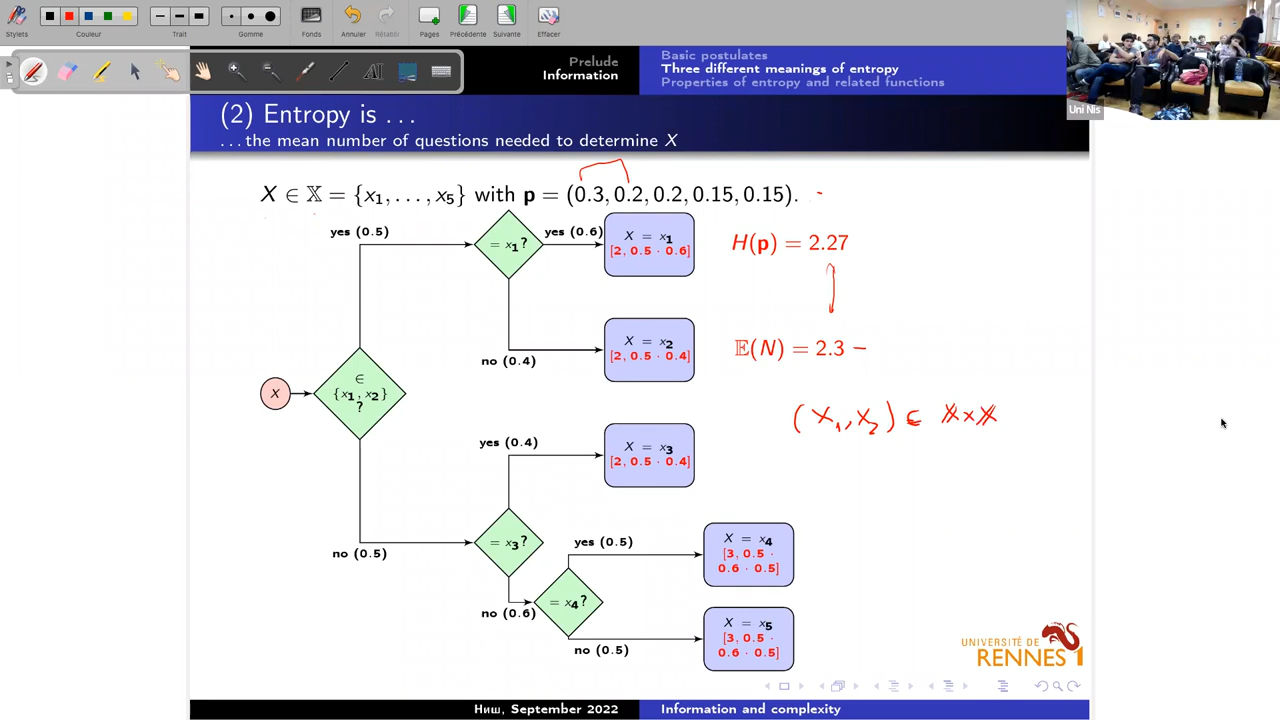 Stylets
Couleur
Trait
Gomme
Fonds
Annuler
Rétablir
Pages
Précédente
Suivante
Effacer
Uni Nis
Prelude
Information
Basic postulates
Three different meanings of entropy
Properties of entropy and related functions
(2) Entropy is ...
...the mean number of questions needed to determine X
X ∈ 𝕏 = {x₁, ..., x₅} with p = (0.3, 0.2, 0.2, 0.15, 0.15).
yes (0.5)
= x₁?
yes (0.6)
X = x₁
[2, 0.5 · 0.6]
H(p) = 2.27
no (0.4)
X = x₂
[2, 0.5 · 0.4]
𝔼(N) = 2.3
X
∈
{x₁, x₂}
?
(X₁, X₂) ∈ 𝕏×𝕏
yes (0.4)
X = x₃
[2, 0.5 · 0.4]
no (0.5)
= x₃?
yes (0.5)
X = x₄
[3, 0.5 ·
0.6 · 0.5]
no (0.6)
= x₄?
no (0.5)
X = x₅
[3, 0.5 ·
0.6 · 0.5]
UNIVERSITÉ DE
RENNES 1
Ниш, September 2022
Information and complexity